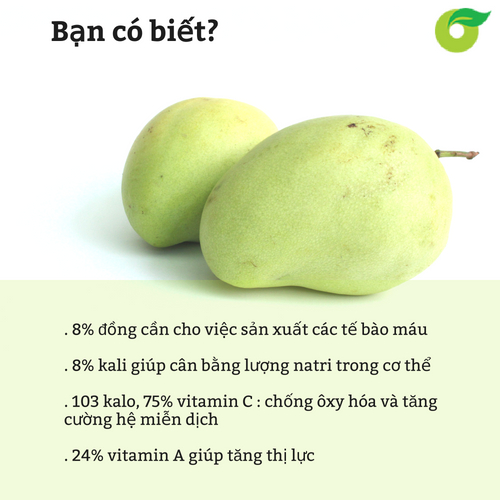 Bạn có biết?
. 8% đồng cần cho việc sản xuất các tế bào máu
. 8% kali giúp cân bằng lượng natri trong cơ thể
. 103 kalo, 75% vitamin C : chống ôxy hóa và tăng
cường hệ miễn dịch
. 24% vitamin A giúp tăng thị lực